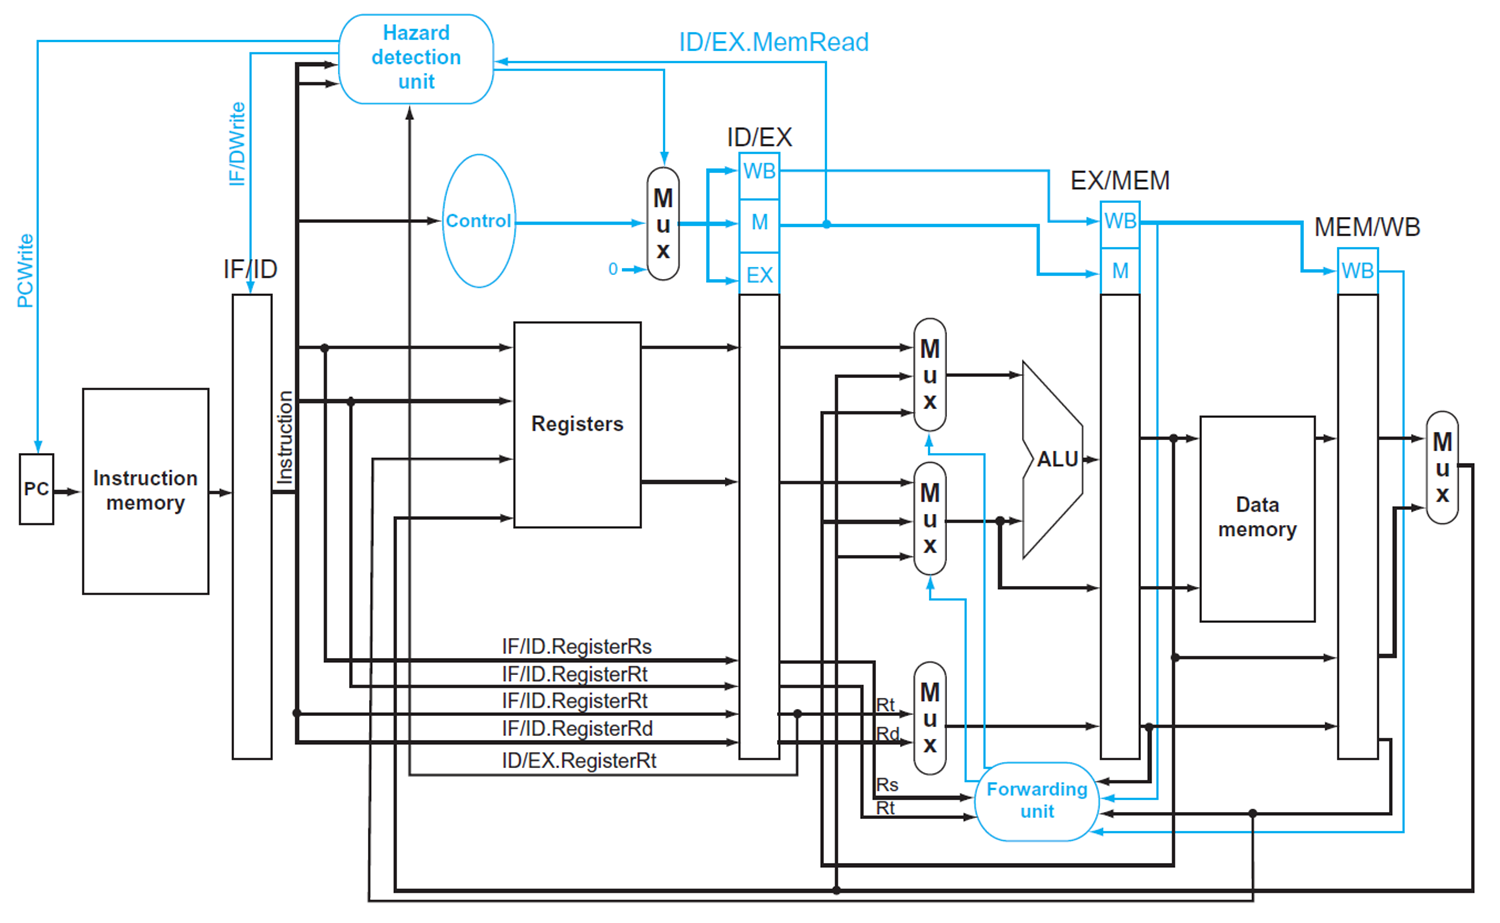 Hazard
detection
unit
ID/EX.MemRead
IF/DWrite
PCWrite
ID/EX
WB
M
EX
EX/MEM
WB
M
MEM/WB
WB
Control
M
u
x
0
IF/ID
Instruction
PC
Instruction
memory
Registers
M
u
x
M
u
x
ALU
Data
memory
M
u
x
IF/ID.RegisterRs
IF/ID.RegisterRt
IF/ID.RegisterRt
IF/ID.RegisterRd
ID/EX.RegisterRt
Rt
Rd
M
u
x
Rs
Rt
Forwarding
unit